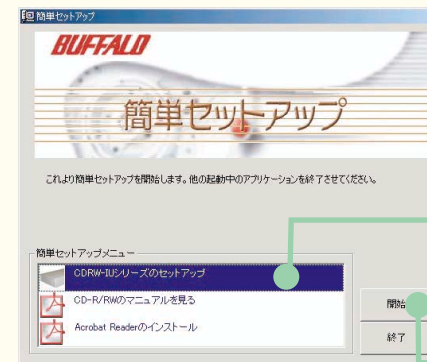 簡単セットアップ
BUFFALO
簡単セットアップ
これより簡単セットアップを開始します。他の起動中のアプリケーションを終了させてください。
簡単セットアップメニュー
CDRW-IUシリーズのセットアップ
CD-R/RWのマニュアルを見る
Acrobat Readerのインストール
開始
終了